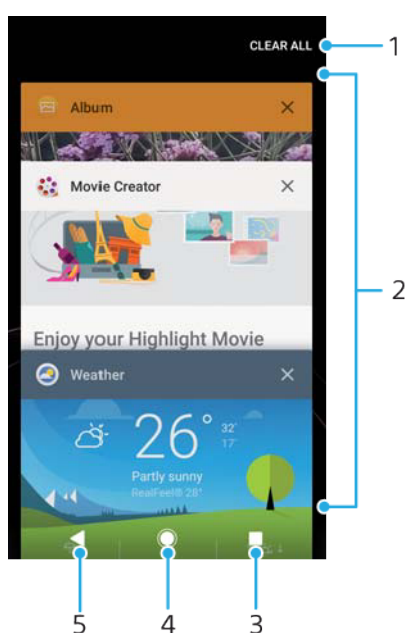 CLEAR ALL
1
Album
Movie Creator
2
Enjoy your Highlight Movie
Weather
26°
32°
17°
Partly sunny
RealFeel® 28°
5
4
3